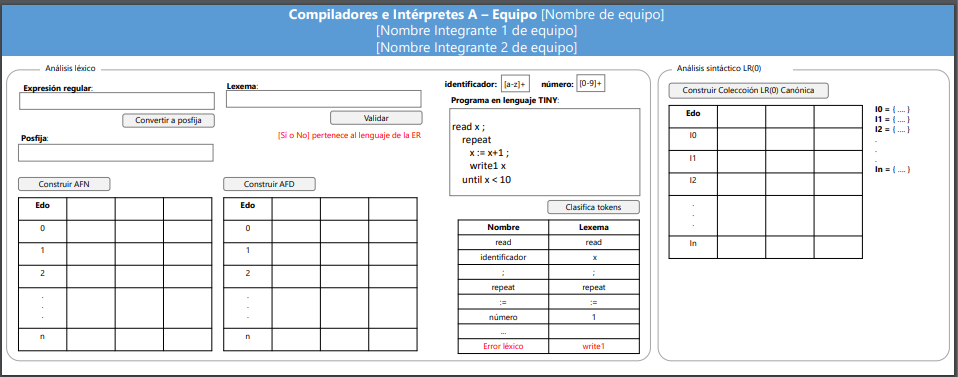 Compiladores e Intérpretes A – Equipo [Nombre de equipo]
[Nombre Integrante 1 de equipo]
[Nombre Integrante 2 de equipo]
Análisis léxico
Expresión regular:
Convertir a posfija
Posfija:
Lexema:
Validar
[Sí o No] pertenece al lenguaje de la ER
Construir AFN
Edo
0
1
2
.
.
.
n
Construir AFD
Edo
0
1
2
.
.
.
n
identificador: [a-z]+ número: [0-9]+
Programa en lenguaje TINY:
read x ;
repeat
x := x+1 ;
write1 x
until x < 10
Clasifica tokens
Nombre Lexema
read read
identificador x
; ;
repeat repeat
:= :=
número 1
...
Error léxico write1
Análisis sintáctico LR(0)
Construir Colección LR(0) Canónica
Edo
I0
I1
I2
.
.
.
In
I0 = { .... }
I1 = { .... }
I2 = { .... }
.
.
.
In = { .... }